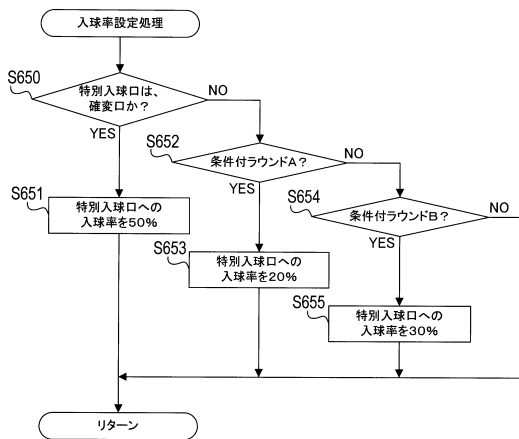 入球率設定処理
S650
特別入球口は、
確変口か？
NO
YES
S652
条件付ラウンドA？
NO
YES
S651
特別入球口への
入球率を50%
S654
条件付ラウンドB？
NO
YES
S653
特別入球口への
入球率を20%
S655
特別入球口への
入球率を30%
リターン